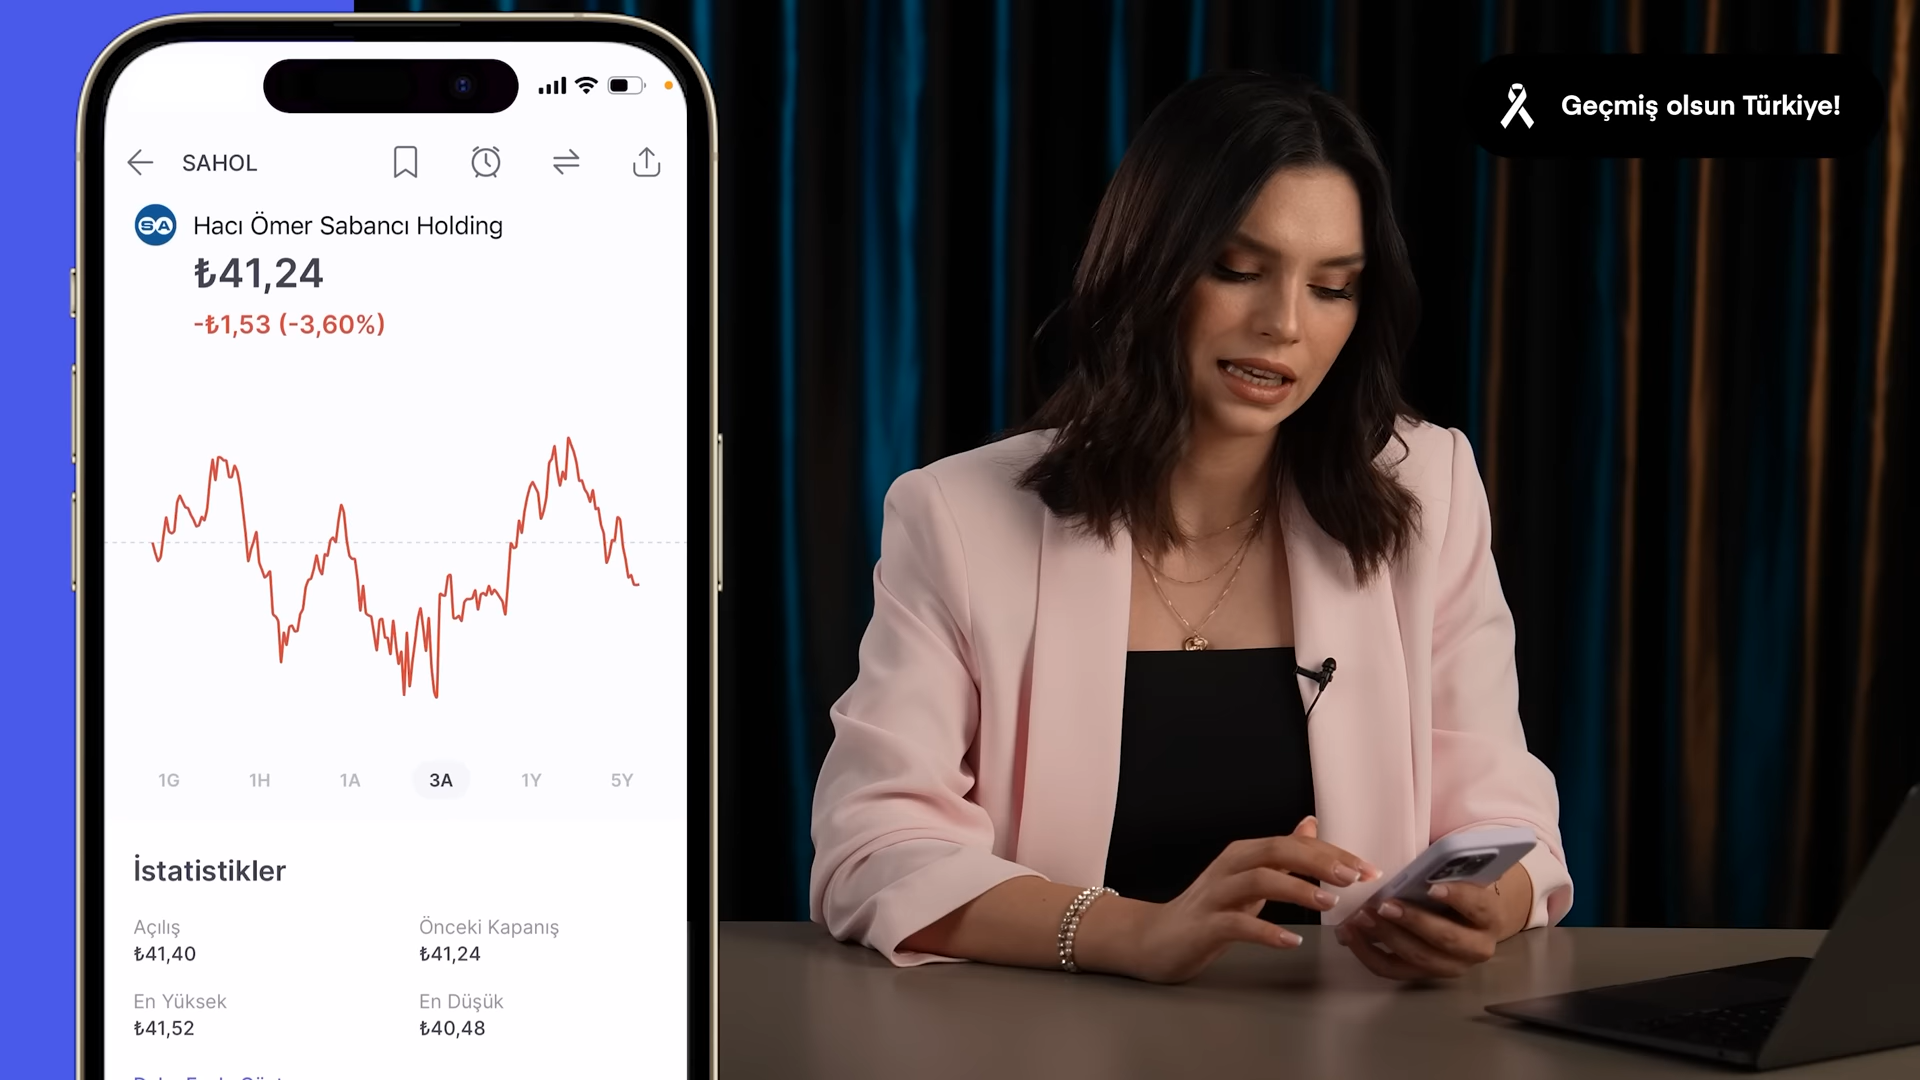 SAHOL
SA
Hacı Ömer Sabancı Holding
₺41,24
-₺1,53 (-3,60%)
1G 1H 1A 3A 1Y 5Y
İstatistikler
Açılış Önceki Kapanış
₺41,40 ₺41,24
En Yüksek En Düşük
₺41,52 ₺40,48
Geçmiş olsun Türkiye!